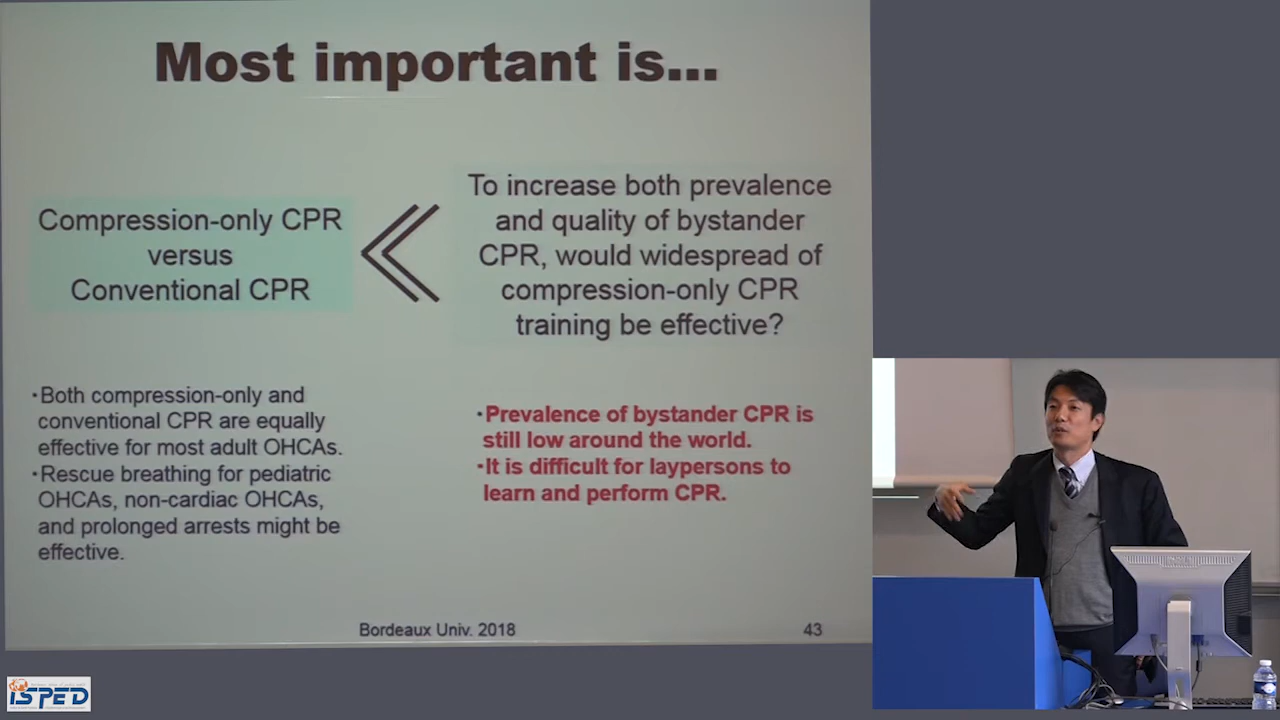 Most important is...
Compression-only CPR
versus
Conventional CPR
To increase both prevalence
and quality of bystander
CPR, would widespread of
compression-only CPR
training be effective?
・Both compression-only and
conventional CPR are equally
effective for most adult OHCAs.
・Rescue breathing for pediatric
OHCAs, non-cardiac OHCAs,
and prolonged arrests might be
effective.
・Prevalence of bystander CPR is
still low around the world.
・It is difficult for laypersons to
learn and perform CPR.
Bordeaux Univ. 2018
43
iSPED